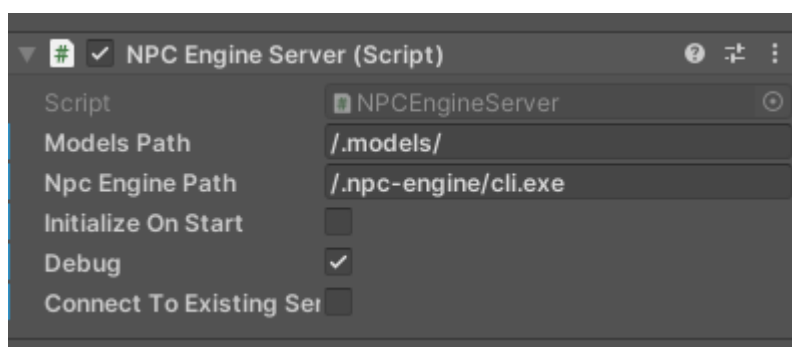 # NPC Engine Server (Script)
Script # NPCEngineServer
Models Path /.models/
Npc Engine Path /.npc-engine/cli.exe
Initialize On Start
Debug
Connect To Existing Ser